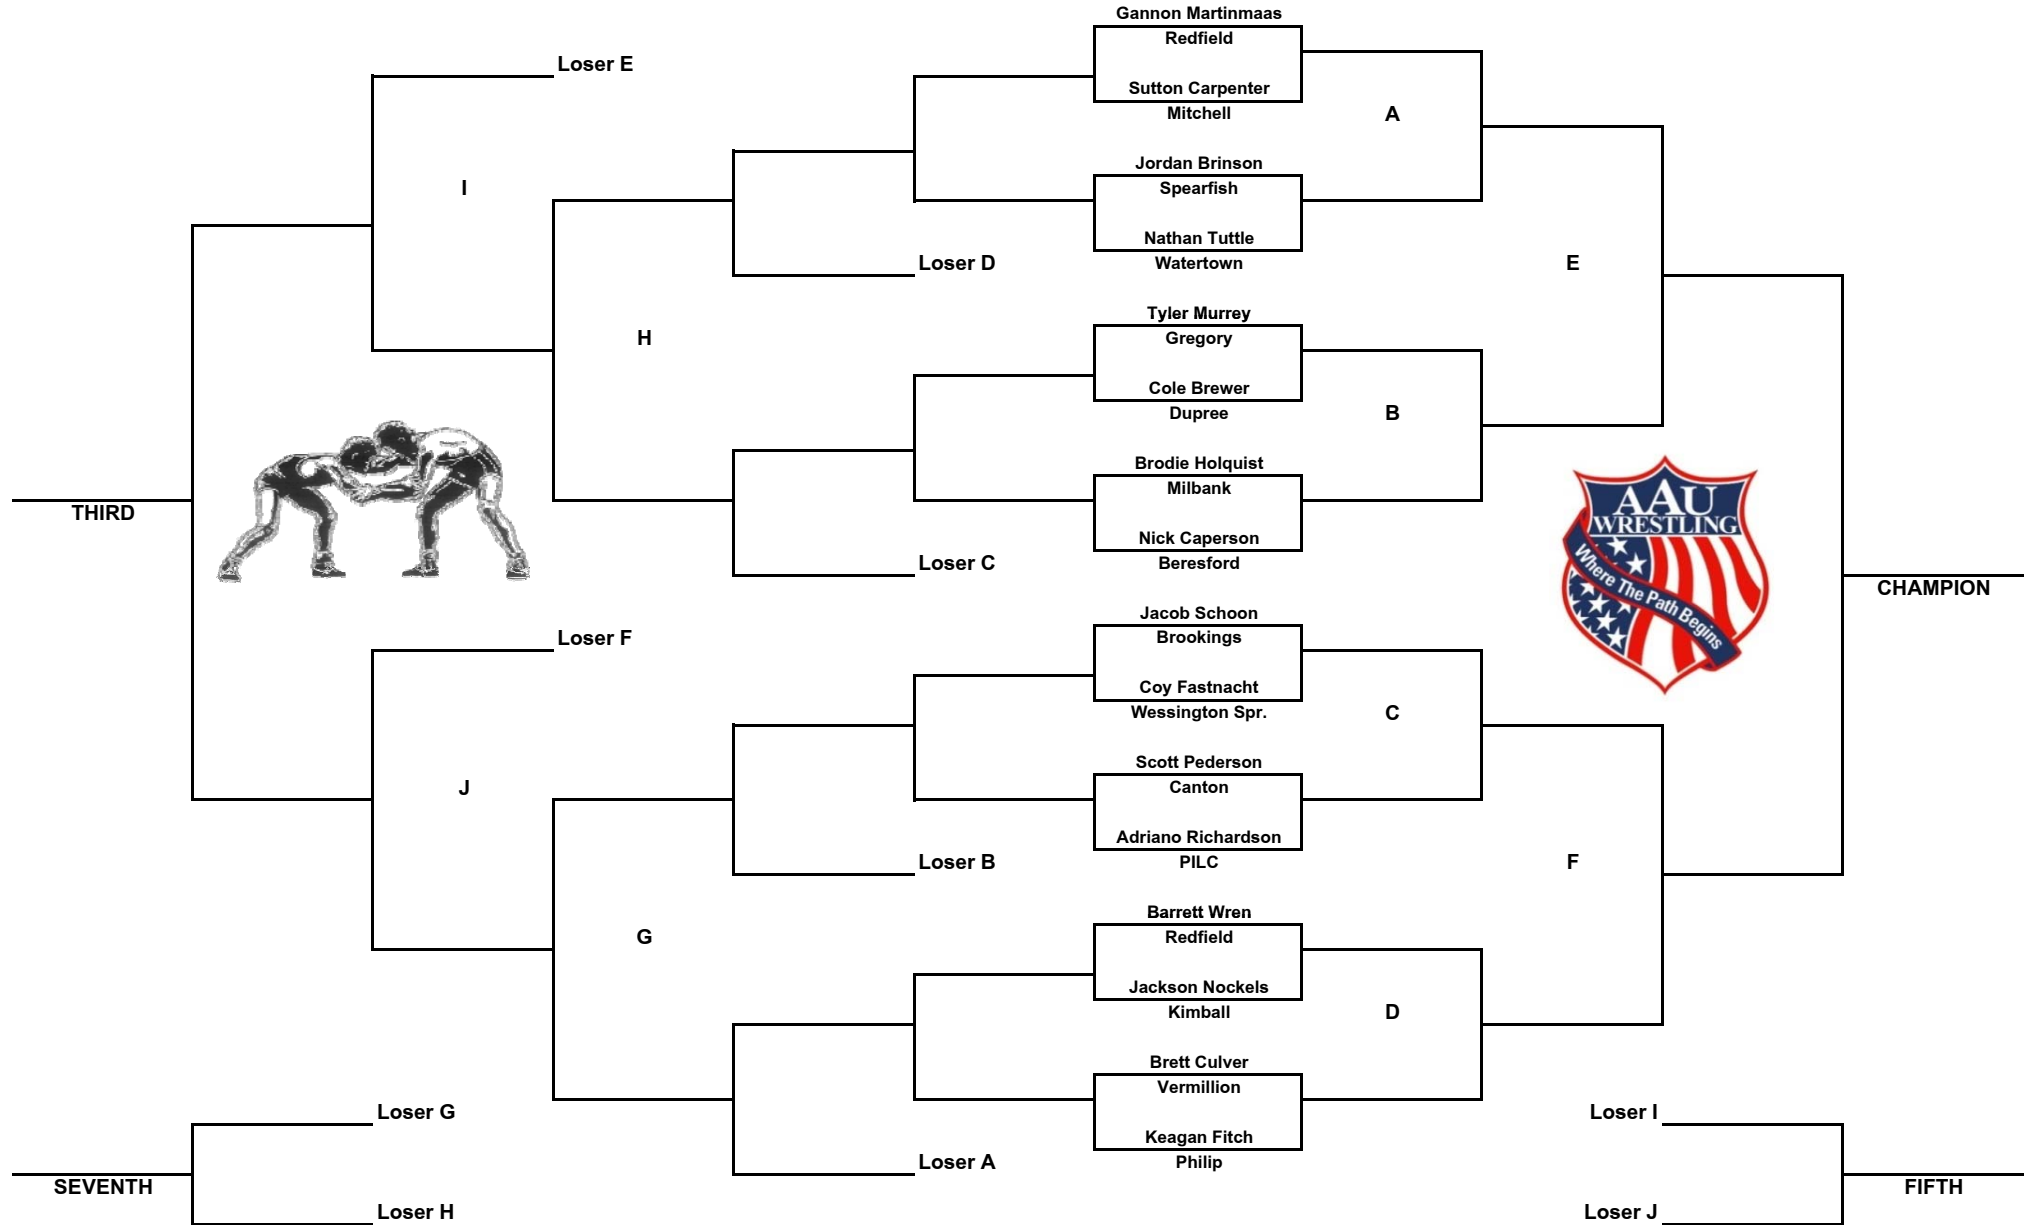 Gannon Martinmaas
Redfield
Loser E
Sutton Carpenter
Mitchell
A
Jordan Brinson
I
Spearfish
Nathan Tuttle
Loser D
Watertown
E
Tyler Murrey
H
Gregory
Cole Brewer
Dupree
B
Brodie Holquist
Milbank
AAU
WRESTLING
Where The Path Begins
THIRD
Nick Caperson
Loser C
Beresford
CHAMPION
Jacob Schoon
Loser F
Brookings
Coy Fastnacht
Wessington Spr.
C
Scott Pederson
J
Canton
Adriano Richardson
Loser B
PILC
F
Barrett Wren
G
Redfield
Jackson Nockels
Kimball
D
Brett Culver
Vermillion
Loser G
Loser I
Keagan Fitch
Loser A
Philip
SEVENTH
FIFTH
Loser H
Loser J